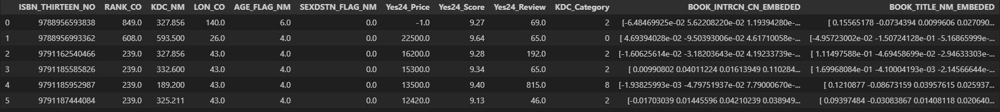 ISBN_THIRTEEN_NO RANK_CO KDC_NM LON_CO AGE_FLAG_NM SEXDSTN_FLAG_NM Yes24_Price Yes24_Score Yes24_Review KDC_Category BOOK_INTRCN_CN_EMBEDED BOOK_TITLE_NM_EMBEDED
0 9788956593838 849.0 327.856 140.0 6.0 0.0 -1.0 9.27 69.0 2 [-6.48469925e-02 5.62208220e-02 1.19394280e-... [ 0.15565178 -0.0734394 0.0099606 0.027090...
1 9788956993362 608.0 593.500 26.0 4.0 0.0 22500.0 9.64 65.0 0 [ 4.69394028e-02 -9.50393006e-02 4.61710058e-... [-4.95723002e-02 -1.50724128e-01 -5.16865999e-...
2 9791162540466 239.0 327.856 43.0 4.0 0.0 16200.0 9.28 192.0 2 [-1.60625614e-02 -3.18203643e-02 4.19233739e-... [ 1.11497588e-01 -4.69458699e-02 -2.94633303e-...
3 9791185585826 239.0 332.600 43.0 4.0 0.0 15300.0 9.34 65.0 2 [ 0.00990802 0.04011224 0.01613949 0.110284... [ 1.69968084e-01 -4.10004193e-03 -2.14566644e-...
4 9791185952987 239.0 189.200 43.0 4.0 0.0 13500.0 9.40 815.0 8 [-1.93825993e-03 -4.79751937e-02 7.79000670e-... [ 0.1210877 -0.08673159 0.03957615 0.025937...
5 9791187444084 239.0 325.211 43.0 4.0 0.0 12420.0 9.13 46.0 2 [-0.01703039 0.01445596 0.04210239 0.038949... [ 0.09397484 -0.03083867 0.01408118 0.020640...